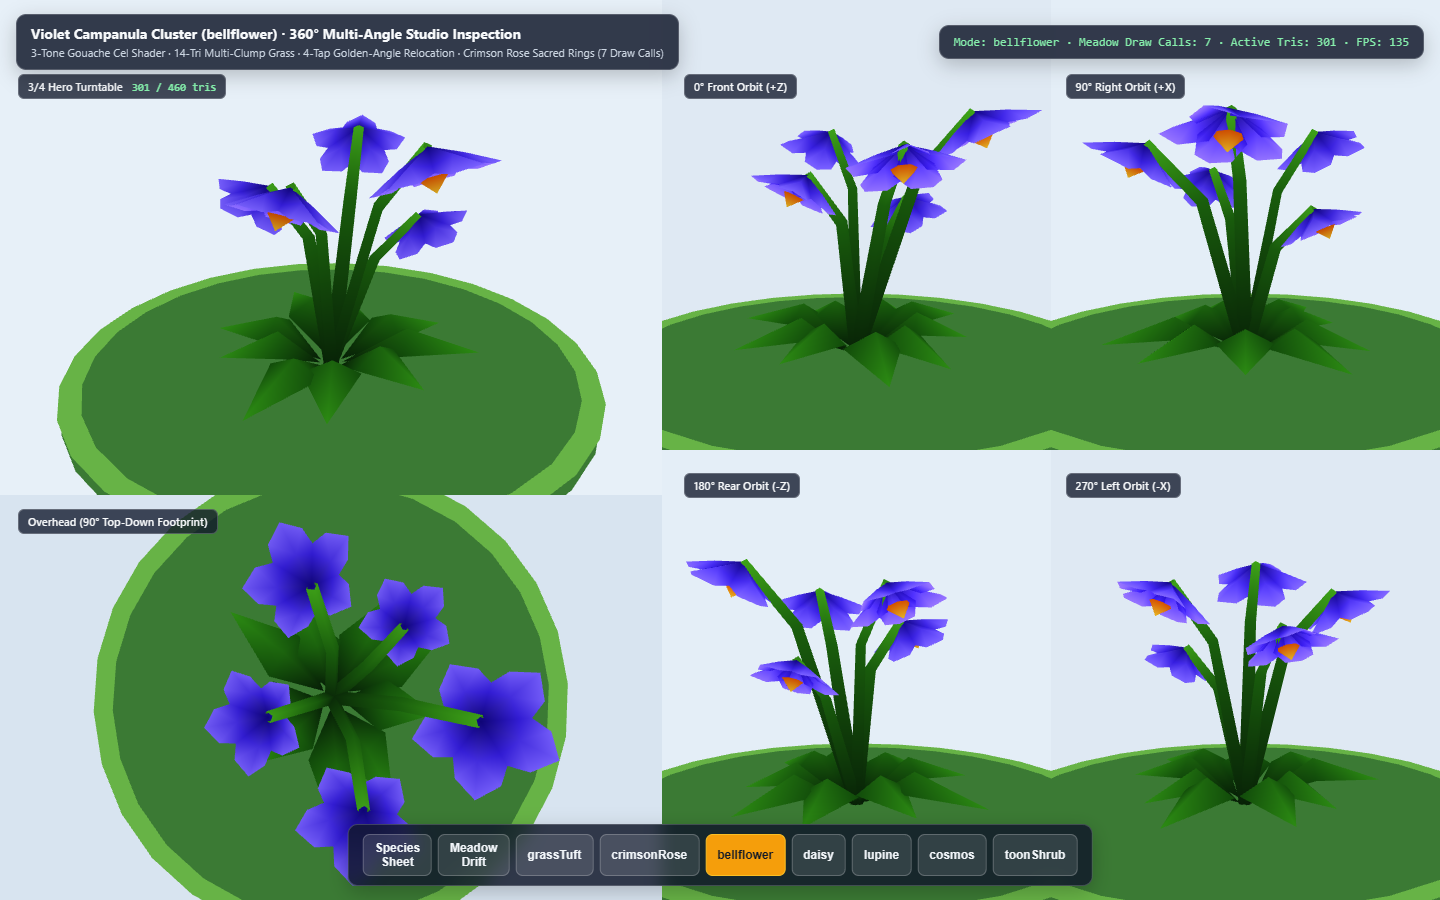 Violet Campanula Cluster (bellflower) · 360° Multi-Angle Studio Inspection
3-Tone Gouache Cel Shader · 14-Tri Multi-Clump Grass · 4-Tap Golden-Angle Relocation · Crimson Rose Sacred Rings (7 Draw Calls)
Mode: bellflower · Meadow Draw Calls: 7 · Active Tris: 301 · FPS: 135
3/4 Hero Turntable 301 / 460 tris
0° Front Orbit (+Z)
90° Right Orbit (+X)
180° Rear Orbit (-Z)
270° Left Orbit (-X)
Overhead (90° Top-Down Footprint)
Species
Sheet
Meadow
Drift
grassTuft
crimsonRose
bellflower
daisy
lupine
cosmos
toonShrub